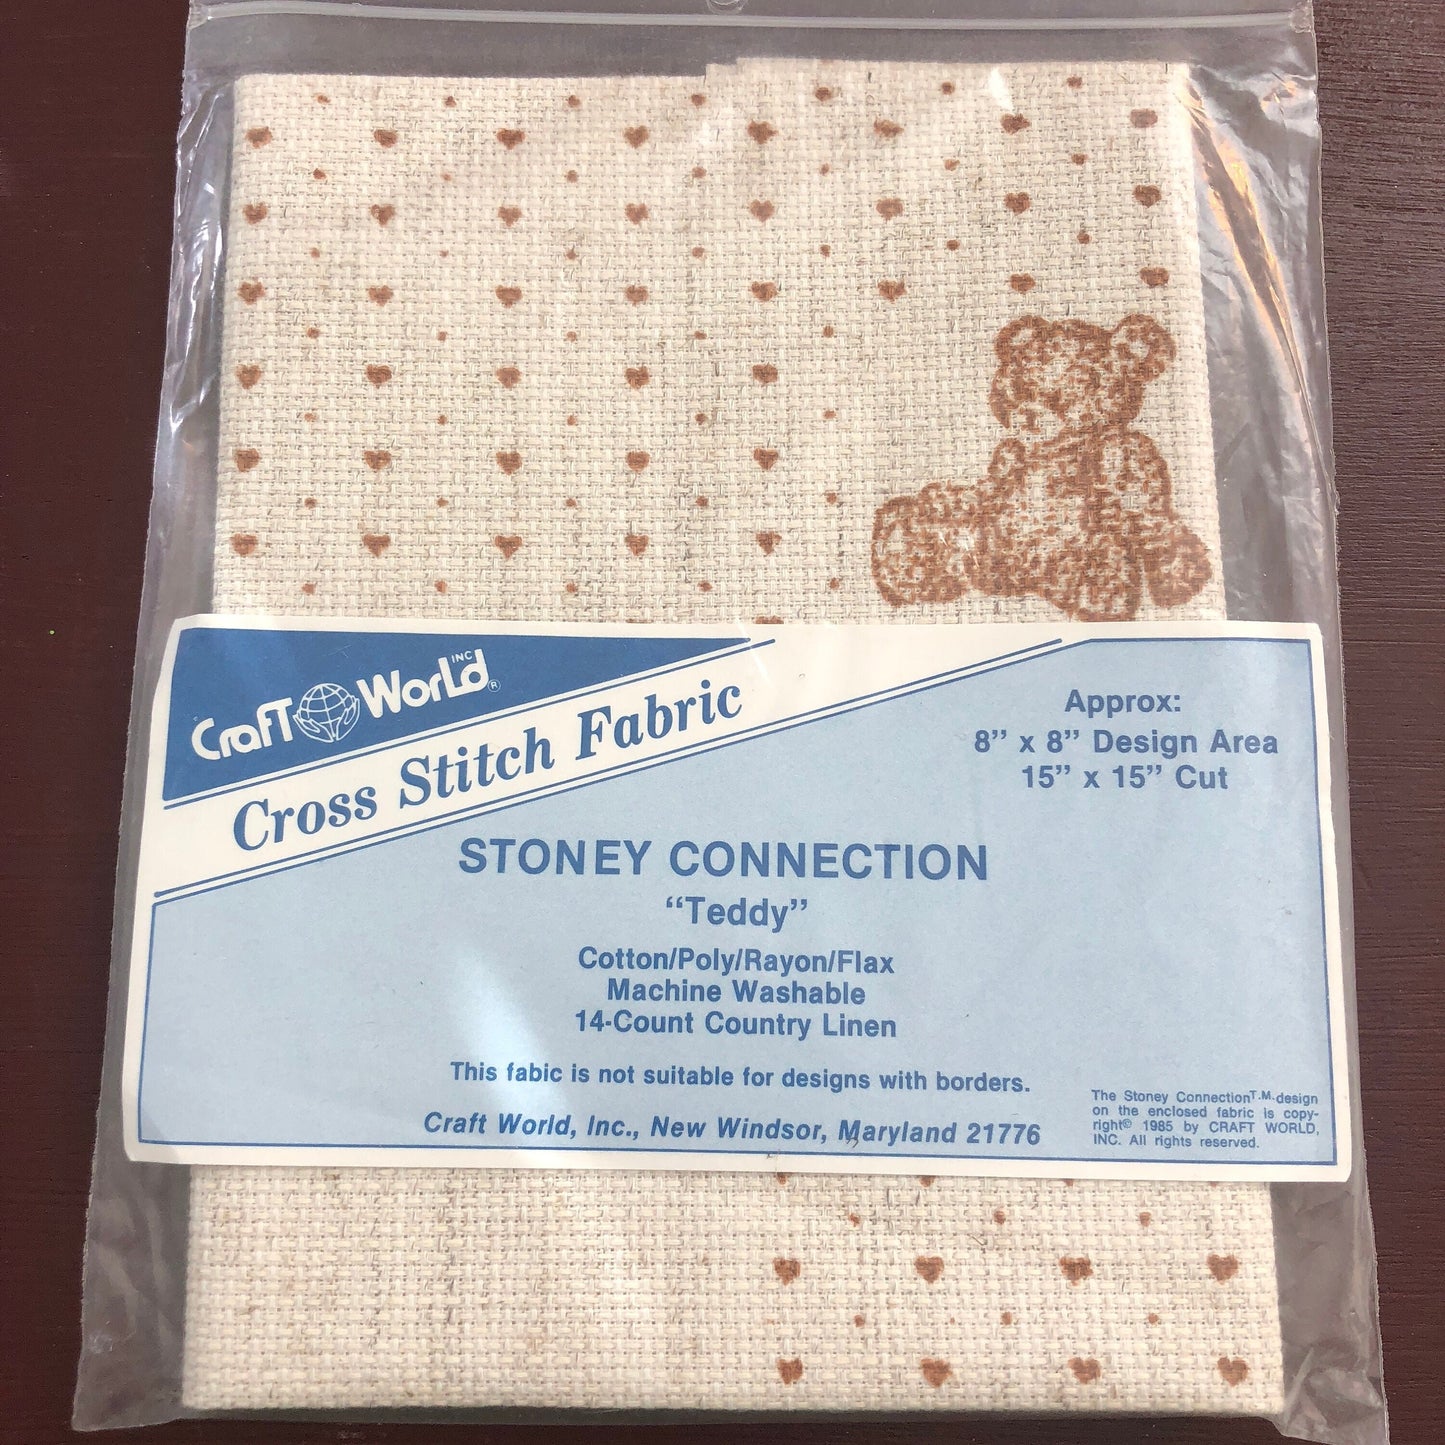 Craft World INC ®
Cross Stitch Fabric
Approx:
8” x 8” Design Area
15” x 15” Cut
STONEY CONNECTION
“Teddy”
Cotton/Poly/Rayon/Flax
Machine Washable
14-Count Country Linen
This fabic is not suitable for designs with borders.
Craft World, Inc., New Windsor, Maryland 21776
The Stoney Connection T.M. design
on the enclosed fabric is copy-
right© 1985 by CRAFT WORLD,
INC. All rights reserved.